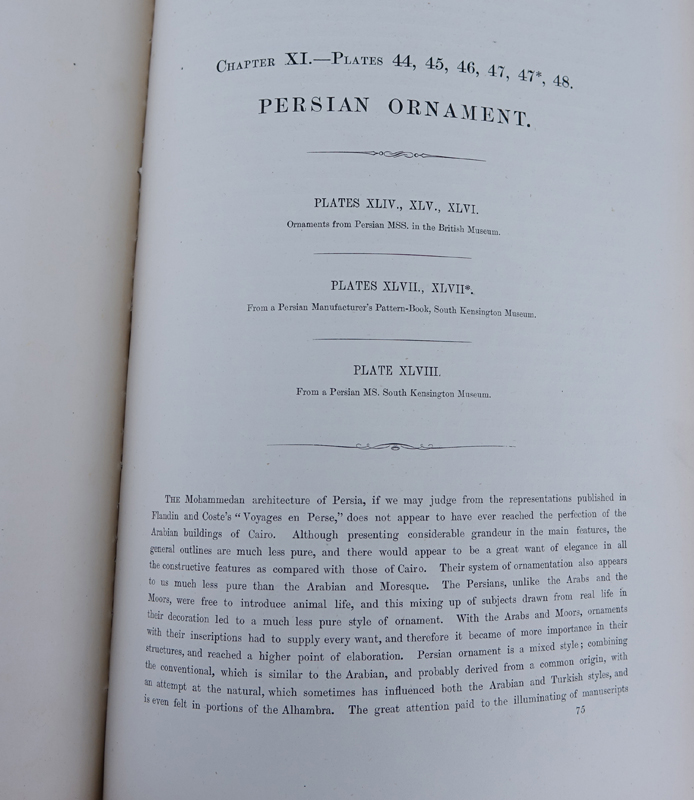 CHAPTER XI.—PLATES 44, 45, 46, 47, 47*, 48.
PERSIAN ORNAMENT.
PLATES XLIV., XLV., XLVI.
Ornaments from Persian MSS. in the British Museum.
PLATES XLVII., XLVII*.
From a Persian Manufacturer's Pattern-Book, South Kensington Museum.
PLATE XLVIII.
From a Persian MS. South Kensington Museum.
THE Mohammedan architecture of Persia, if we may judge from the representations published in
Flandin and Coste's "Voyages en Perse," does not appear to have ever reached the perfection of the
Arabian buildings of Cairo. Although presenting considerable grandeur in the main features, the
general outlines are much less pure, and there would appear to be a great want of elegance in all
the constructive features as compared with those of Cairo. Their system of ornamentation also appears
to us much less pure than the Arabian and Moresque. The Persians, unlike the Arabs and the
Moors, were free to introduce animal life, and this mixing up of subjects drawn from real life in
their decoration led to a much less pure style of ornament. With the Arabs and Moors, ornaments
with their inscriptions had to supply every want, and therefore it became of more importance in their
structures, and reached a higher point of elaboration. Persian ornament is a mixed style; combining
the conventional, which is similar to the Arabian, and probably derived from a common origin, with
an attempt at the natural, which sometimes has influenced both the Arabian and Turkish styles, and
is even felt in portions of the Alhambra. The great attention paid to the illuminating of manuscripts
75